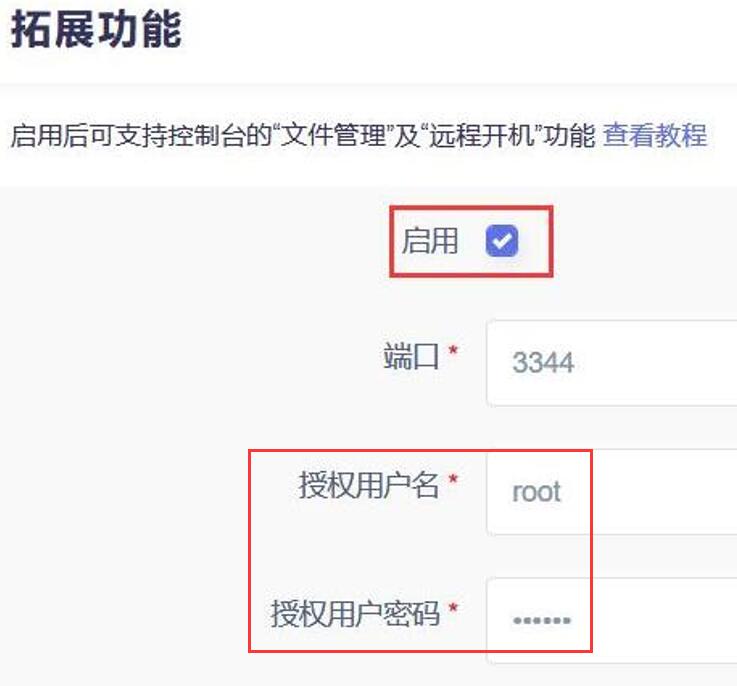 拓展功能
启用后可支持控制台的“文件管理”及“远程开机”功能 查看教程
启用
端口 * 3344
授权用户名 * root
授权用户密码 * ••••••